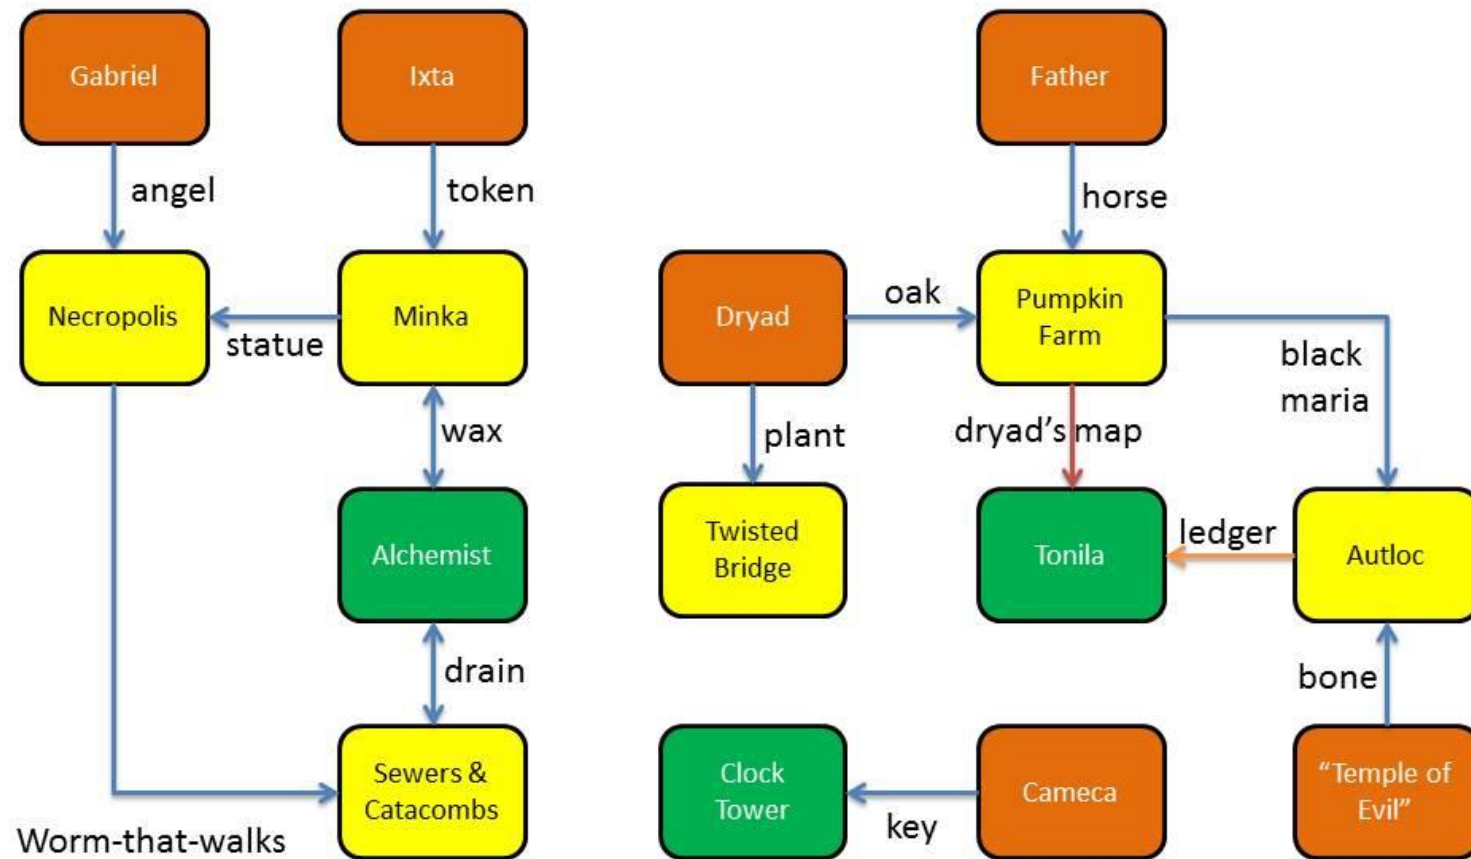 Gabriel
Ixta
Father
angel
token
horse
Necropolis
statue
Minka
Dryad
oak
Pumpkin
Farm
black
maria
wax
plant
dryad's map
Alchemist
Twisted
Bridge
Tonila
ledger
Autloc
drain
bone
Sewers &
Catacombs
Clock
Tower
key
Cameca
“Temple of
Evil”
Worm-that-walks